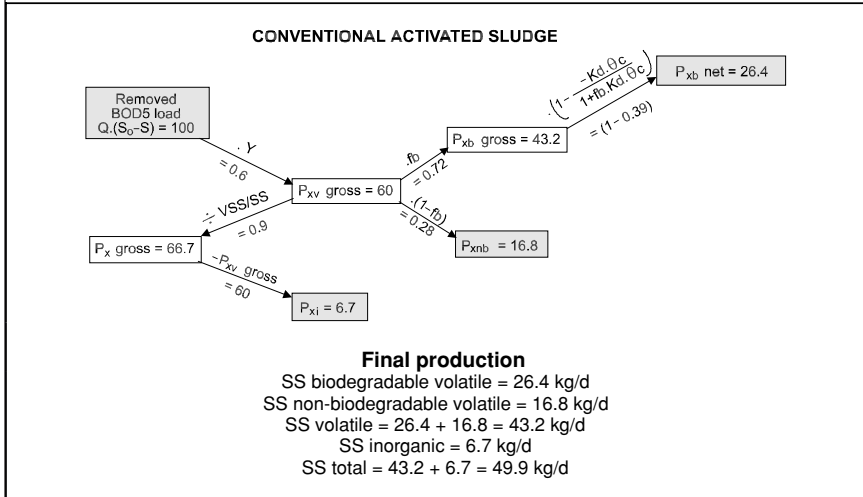 CONVENTIONAL ACTIVATED SLUDGE
Removed
BOD5 load
Q.(So–S) = 100
. Y
= 0.6
Pxv gross = 60
.fb
= 0.72
Pxb gross = 43.2
.(1- -Kd.θc / 1+fb.Kd.θc)
= (1– 0.39)
Pxb net = 26.4
.(1–fb)
= 0.28
Pxnb = 16.8
÷ VSS/SS
= 0.9
Px gross = 66.7
–Pxv gross
= 60
Pxi = 6.7
Final production
SS biodegradable volatile = 26.4 kg/d
SS non-biodegradable volatile = 16.8 kg/d
SS volatile = 26.4 + 16.8 = 43.2 kg/d
SS inorganic = 6.7 kg/d
SS total = 43.2 + 6.7 = 49.9 kg/d